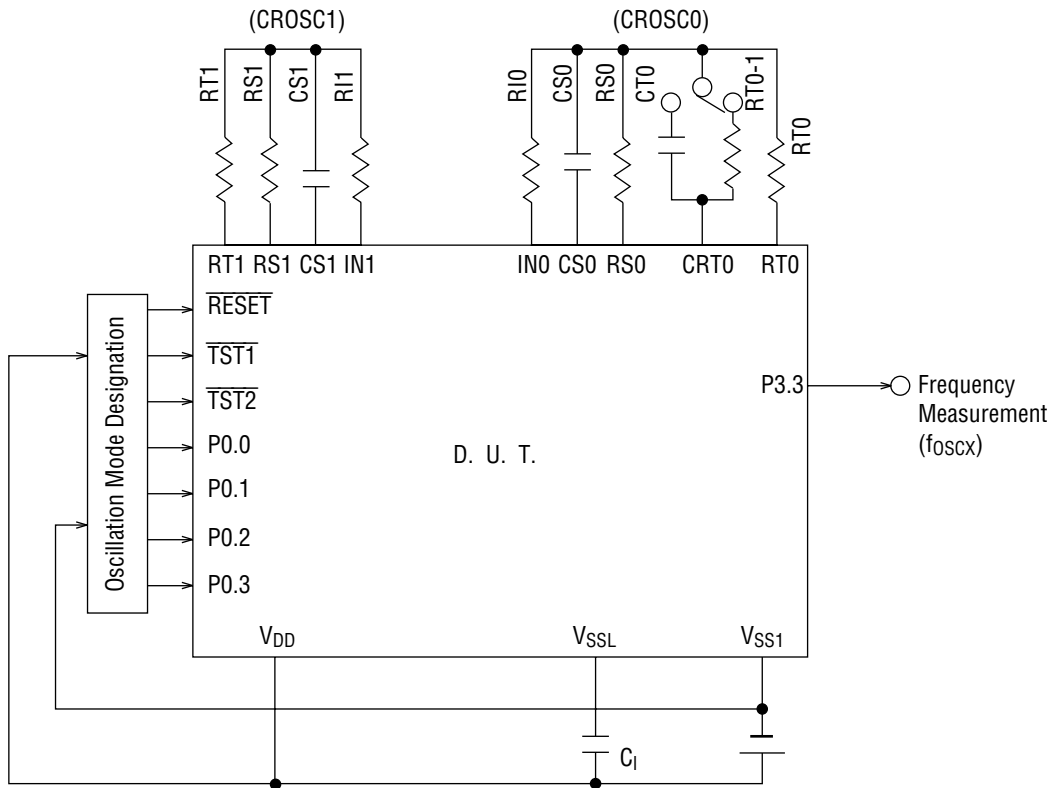 (CROSC1)
(CROSC0)
RT1
RS1
CS1
RI1
RI0
CS0
RS0
CT0
RT0-1
RT0
RT1 RS1 CS1 IN1
IN0 CS0 RS0 CRT0 RT0
Oscillation Mode Designation
RESET
TST1
TST2
P0.0
P0.1
P0.2
P0.3
D. U. T.
P3.3
Frequency
Measurement
(fOSCX)
VDD
VSSL
VSS1
Cl